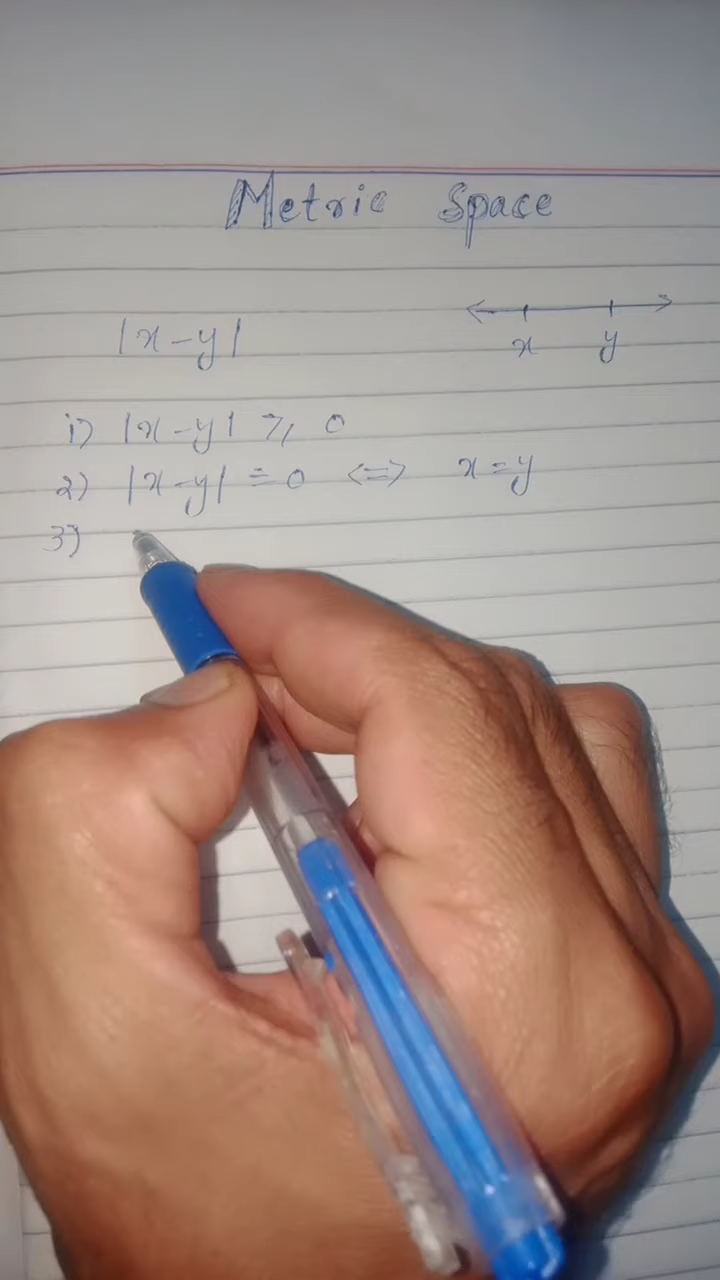 Metric Space
|x-y|
x y
1) |x-y| ≥ 0
2) |x-y| = 0 <=> x = y
3)